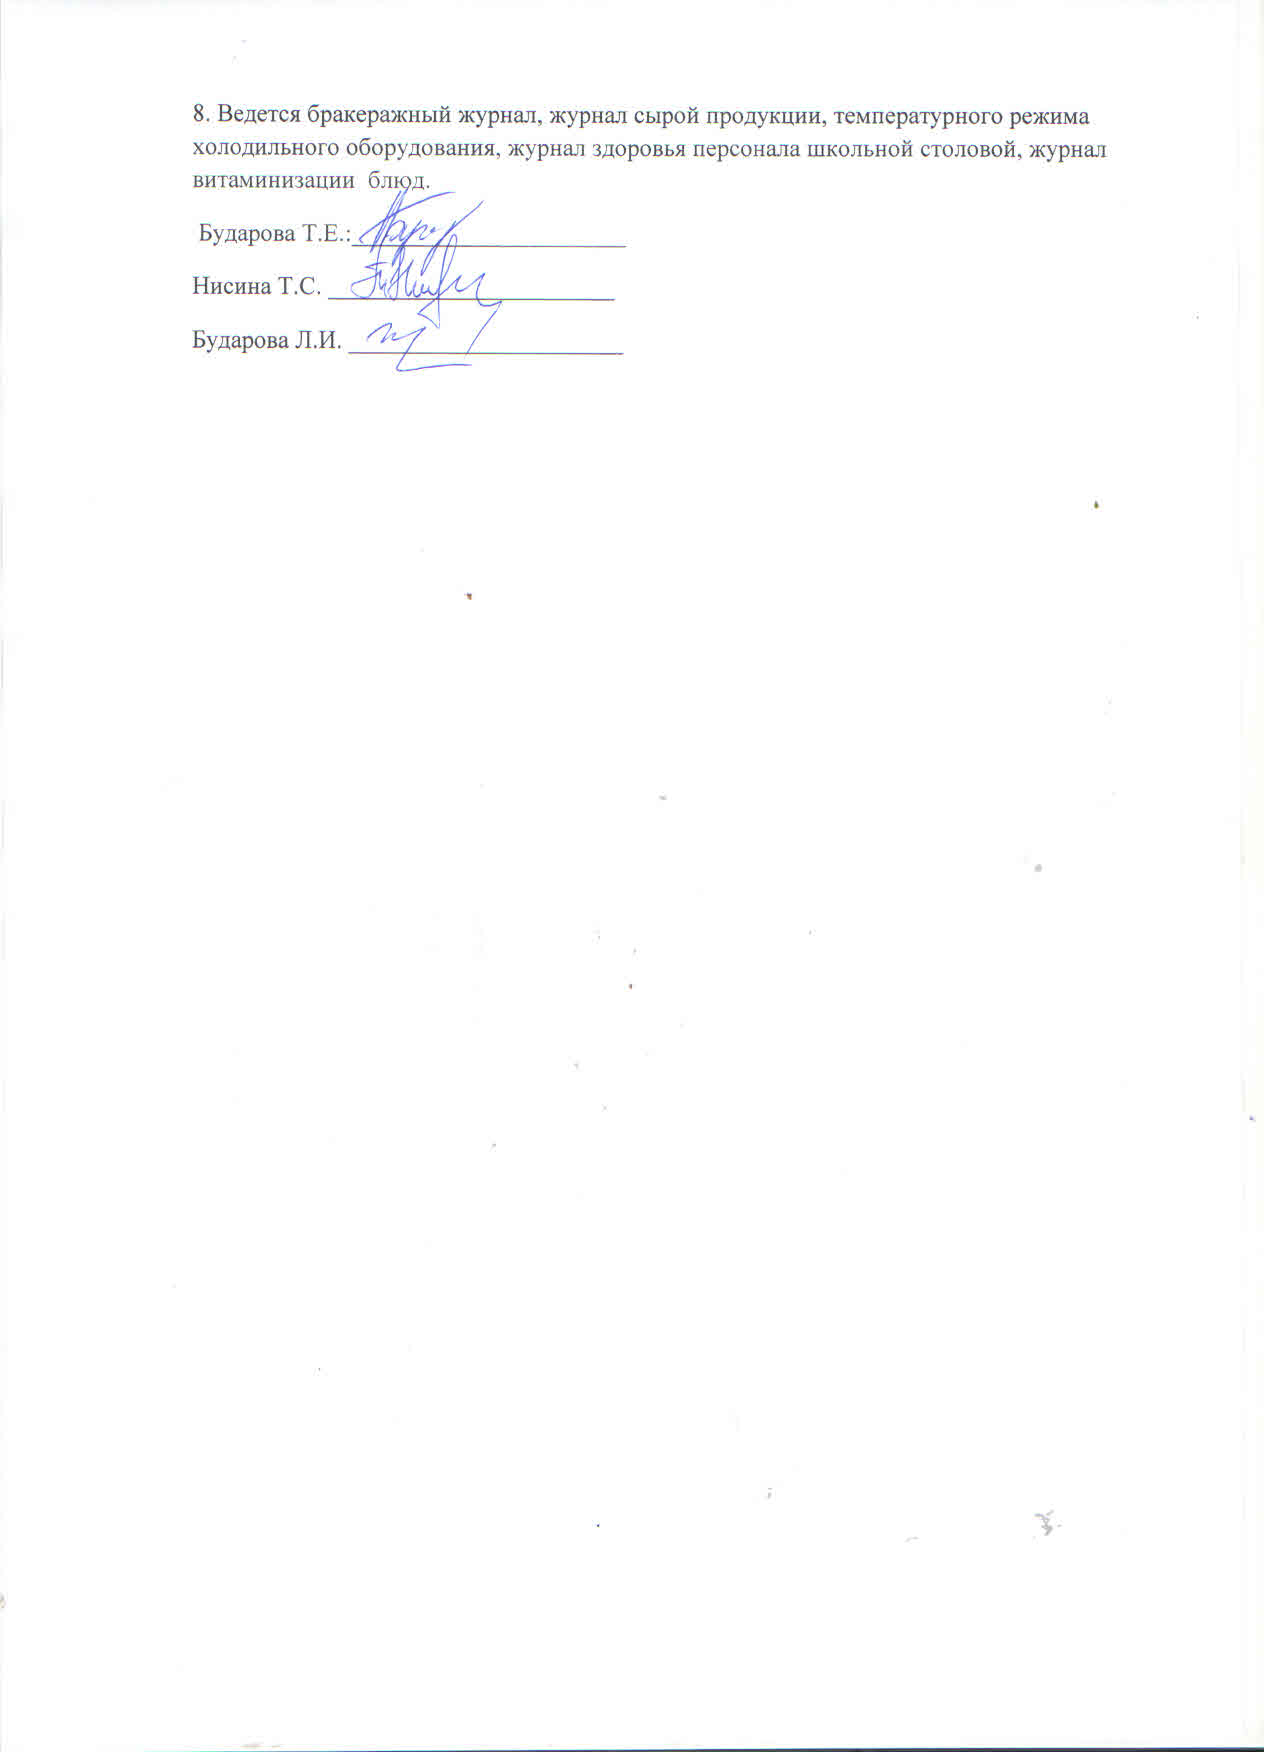 8. Ведется бракеражный журнал, журнал сырой продукции, температурного режима
холодильного оборудования, журнал здоровья персонала школьной столовой, журнал
витаминизации блюд.
Бударова Т.Е.:
Нисина Т.С.
Бударова Л.И.